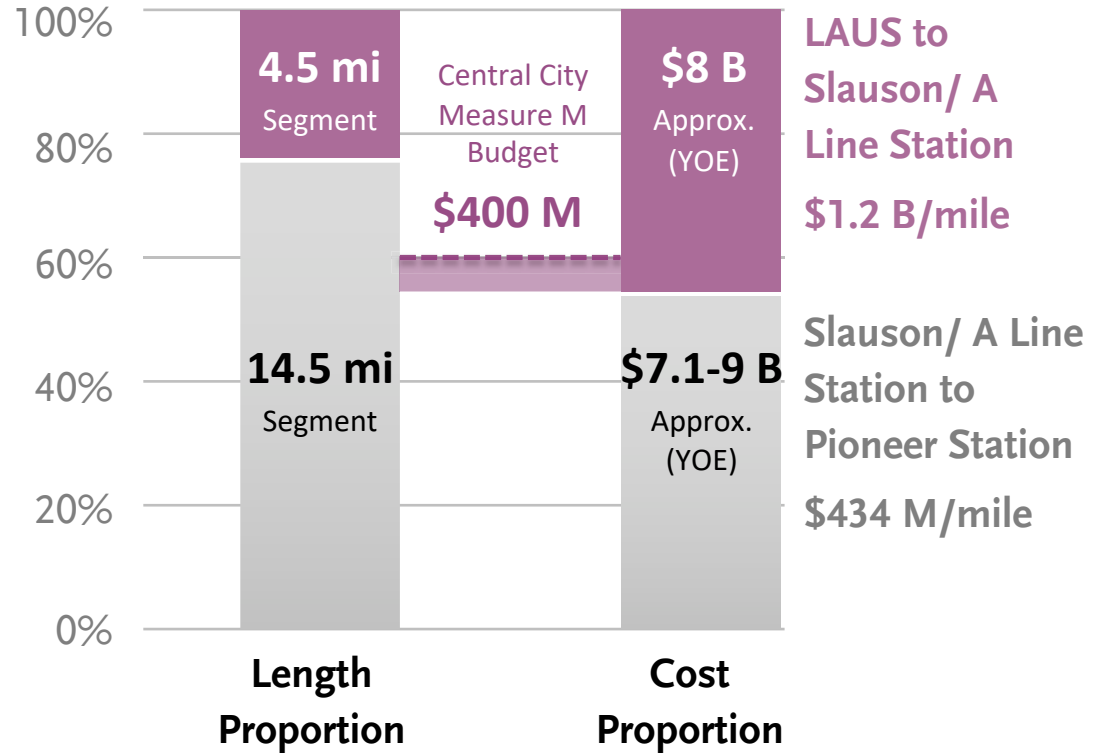 100%
80%
60%
40%
20%
0%
4.5 mi
Segment
14.5 mi
Segment
Central City
Measure M
Budget
$400 M
$8 B
Approx.
(YOE)
$7.1-9 B
Approx.
(YOE)
LAUS to
Slauson/ A
Line Station
$1.2 B/mile
Slauson/ A Line
Station to
Pioneer Station
$434 M/mile
Length
Proportion
Cost
Proportion